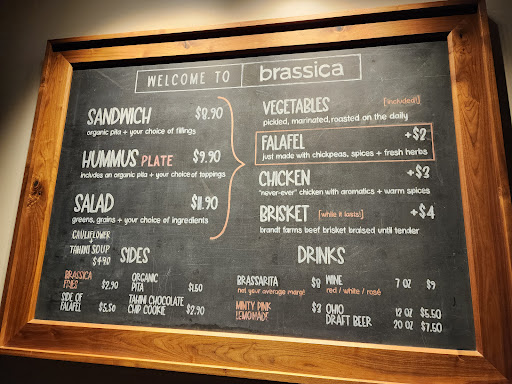 WELCOME TO brassica
SANDWICH $8.90
organic pita + your choice of fillings
HUMMUS PLATE $9.90
includes an organic pita + your choice of toppings
SALAD $11.90
greens, grains + your choice of ingredients
CAULIFLOWER
+
TAHINI SOUP
$4.90
VEGETABLES [included!]
pickled, marinated, roasted on the daily
FALAFEL +$2
just made with chickpeas, spices + fresh herbs
CHICKEN +$3
"never-ever" chicken with aromatics + warm spices
BRISKET [while it lasts!] +$4
brandt farms beef brisket braised until tender
SIDES
BRASSICA
FRIES $2.90
SIDE OF
FALAFEL $5.50
ORGANIC
PITA $1.50
TAHINI CHOCOLATE
CHIP COOKIE $2.90
DRINKS
BRASSARITA $8
not your average marg!
MINTY PINK $3
LEMONADE
WINE 7 OZ $9
red / white / rosé
OHIO 12 OZ $5.50
DRAFT BEER 20 OZ $7.50